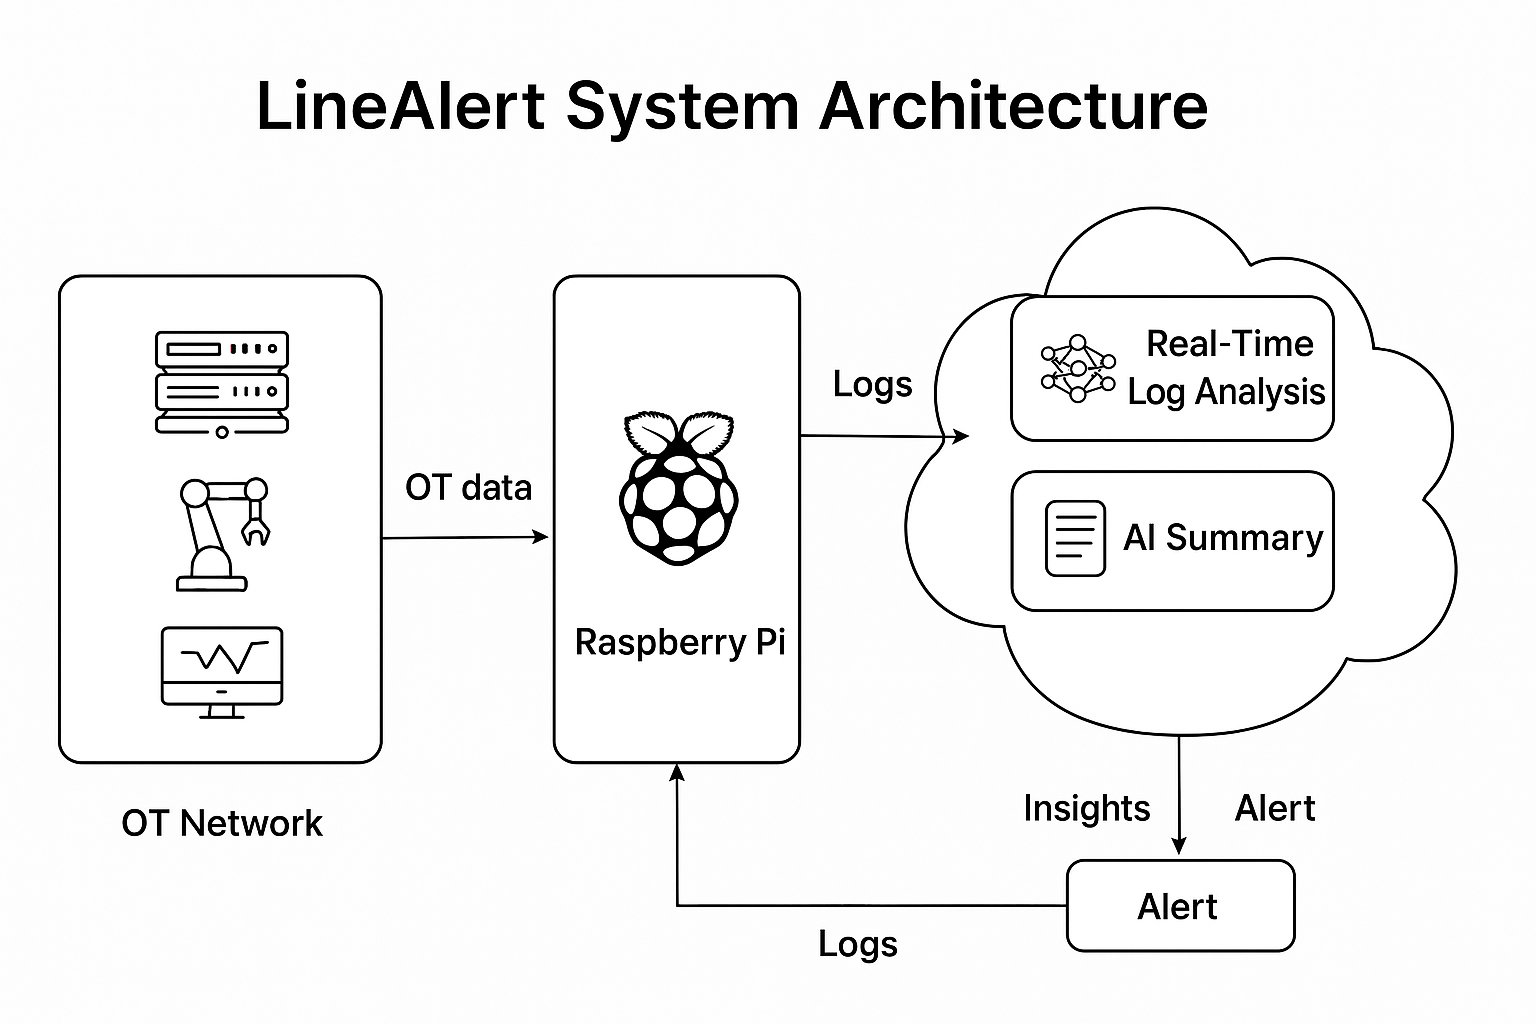 LineAlert System Architecture
OT Network
OT data
Raspberry Pi
Logs
Real-Time
Log Analysis
AI Summary
Insights
Alert
Alert
Logs